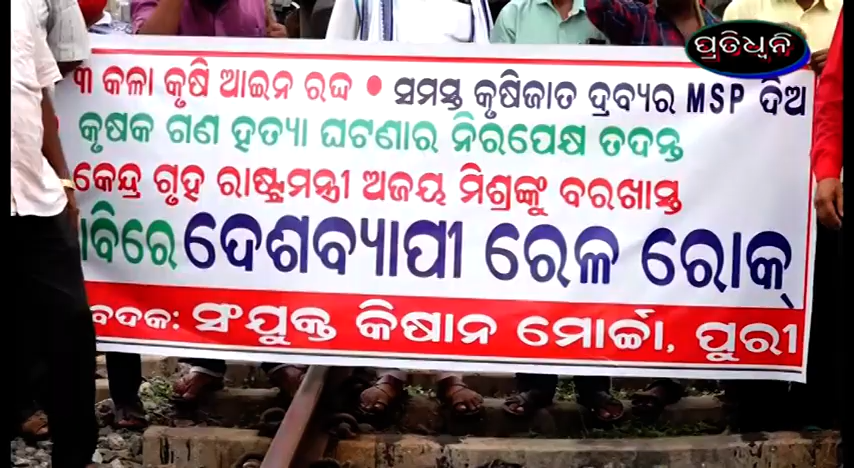 ପ୍ରତିଧ୍ୱନି
୩ କଳା କୃଷି ଆଇନ ରଦ୍ଦ • ସମସ୍ତ କୃଷିଜାତ ଦ୍ରବ୍ୟର MSP ଦିଅ
କୃଷକ ଗଣ ହତ୍ୟା ଘଟଣାର ନିରପେକ୍ଷ ତଦନ୍ତ
କେନ୍ଦ୍ର ଗୃହ ରାଷ୍ଟ୍ରମନ୍ତ୍ରୀ ଅଜୟ ମିଶ୍ରଙ୍କୁ ବରଖାସ୍ତ
ଦେଶବ୍ୟାପୀ ରେଳ ରୋକ୍
ସଂଯୁକ୍ତ କିଷାନ ମୋର୍ଚ୍ଚା, ପୁରୀ